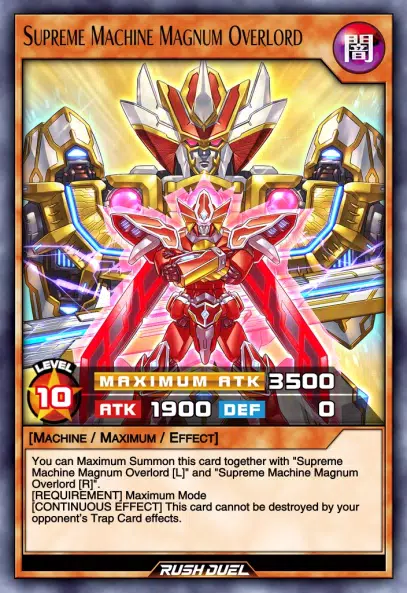 Supreme Machine Magnum Overlord
闇
LEVEL
10
MAXIMUM ATK 3500
ATK 1900 DEF 0
[Machine / Maximum / Effect]
You can Maximum Summon this card together with "Supreme
Machine Magnum Overlord [L]" and "Supreme Machine Magnum
Overlord [R]".
[REQUIREMENT] Maximum Mode
[CONTINUOUS EFFECT] This card cannot be destroyed by your
opponent's Trap Card effects.
RUSH DUEL